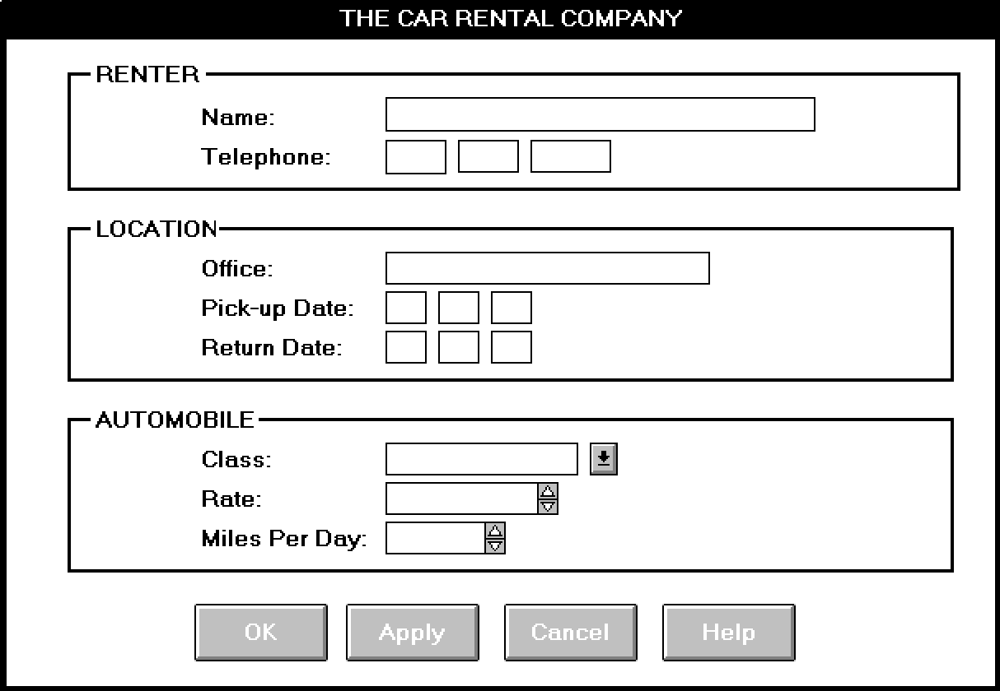 THE CAR RENTAL COMPANY
RENTER
Name:
Telephone:
LOCATION
Office:
Pick-up Date:
Return Date:
AUTOMOBILE
Class:
Rate:
Miles Per Day:
OK Apply Cancel Help